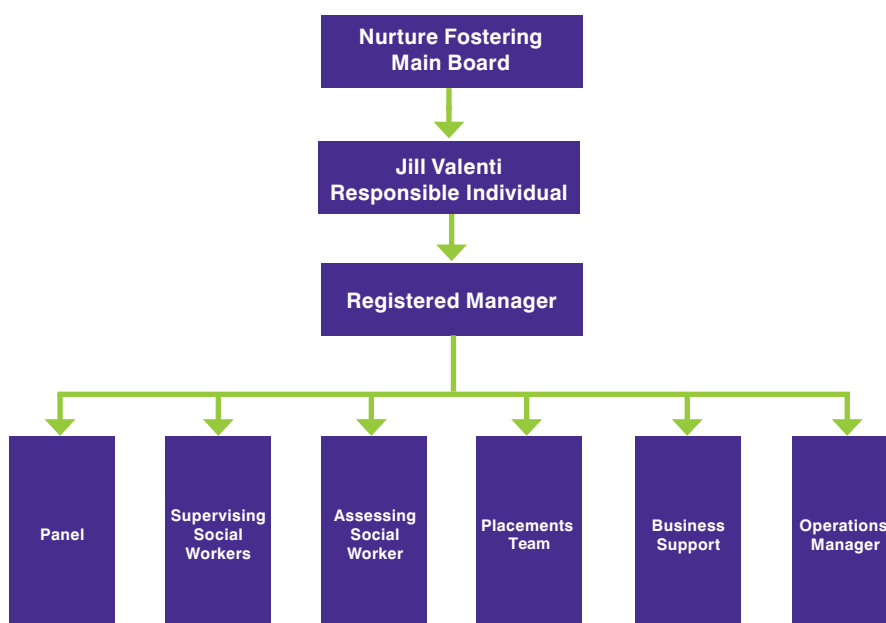 Nurture Fostering
Main Board
Jill Valenti
Responsible Individual
Registered Manager
Panel
Supervising
Social
Workers
Assessing
Social
Worker
Placements
Team
Business
Support
Operations
Manager